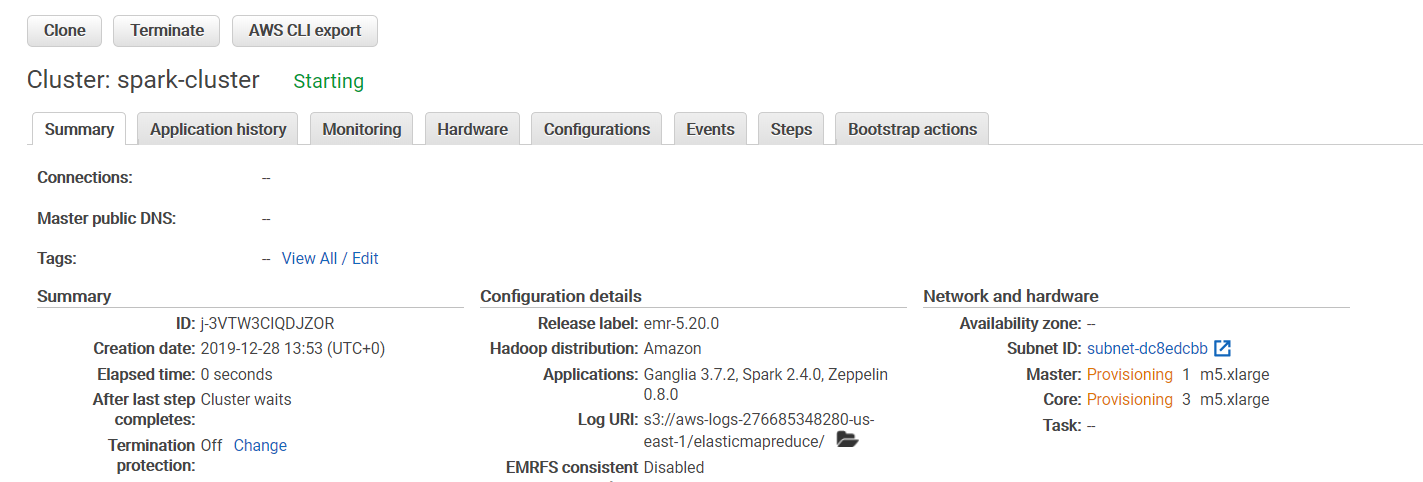 Clone Terminate AWS CLI export
Cluster: spark-cluster Starting
Summary Application history Monitoring Hardware Configurations Events Steps Bootstrap actions
Connections: --
Master public DNS: --
Tags: -- View All / Edit
Summary
ID: j-3VTW3CIQDJZOR
Creation date: 2019-12-28 13:53 (UTC+0)
Elapsed time: 0 seconds
After last step Cluster waits
completes:
Termination Off Change
protection:
Configuration details
Release label: emr-5.20.0
Hadoop distribution: Amazon
Applications: Ganglia 3.7.2, Spark 2.4.0, Zeppelin
0.8.0
Log URI: s3://aws-logs-276685348280-us-
east-1/elasticmapreduce/
EMRFS consistent Disabled
Network and hardware
Availability zone: --
Subnet ID: subnet-dc8edcbb
Master: Provisioning 1 m5.xlarge
Core: Provisioning 3 m5.xlarge
Task: --